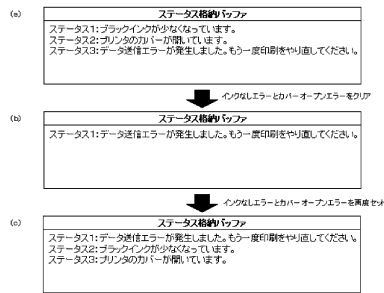 (a)
ステータス格納バッファ
ステータス1:ブラックインクが少なくなっています。
ステータス2:プリンタのカバーが開いています。
ステータス3:データ送信エラーが発生しました。もう一度印刷をやり直してください。
インクなしエラーとカバーオープンエラーをクリア
(b)
ステータス格納バッファ
ステータス1:データ送信エラーが発生しました。もう一度印刷をやり直してください。
インクなしエラーとカバーオープンエラーを再度セット
(c)
ステータス格納バッファ
ステータス1:データ送信エラーが発生しました。もう一度印刷をやり直してください。
ステータス2:ブラックインクが少なくなっています。
ステータス3:プリンタのカバーが開いています。